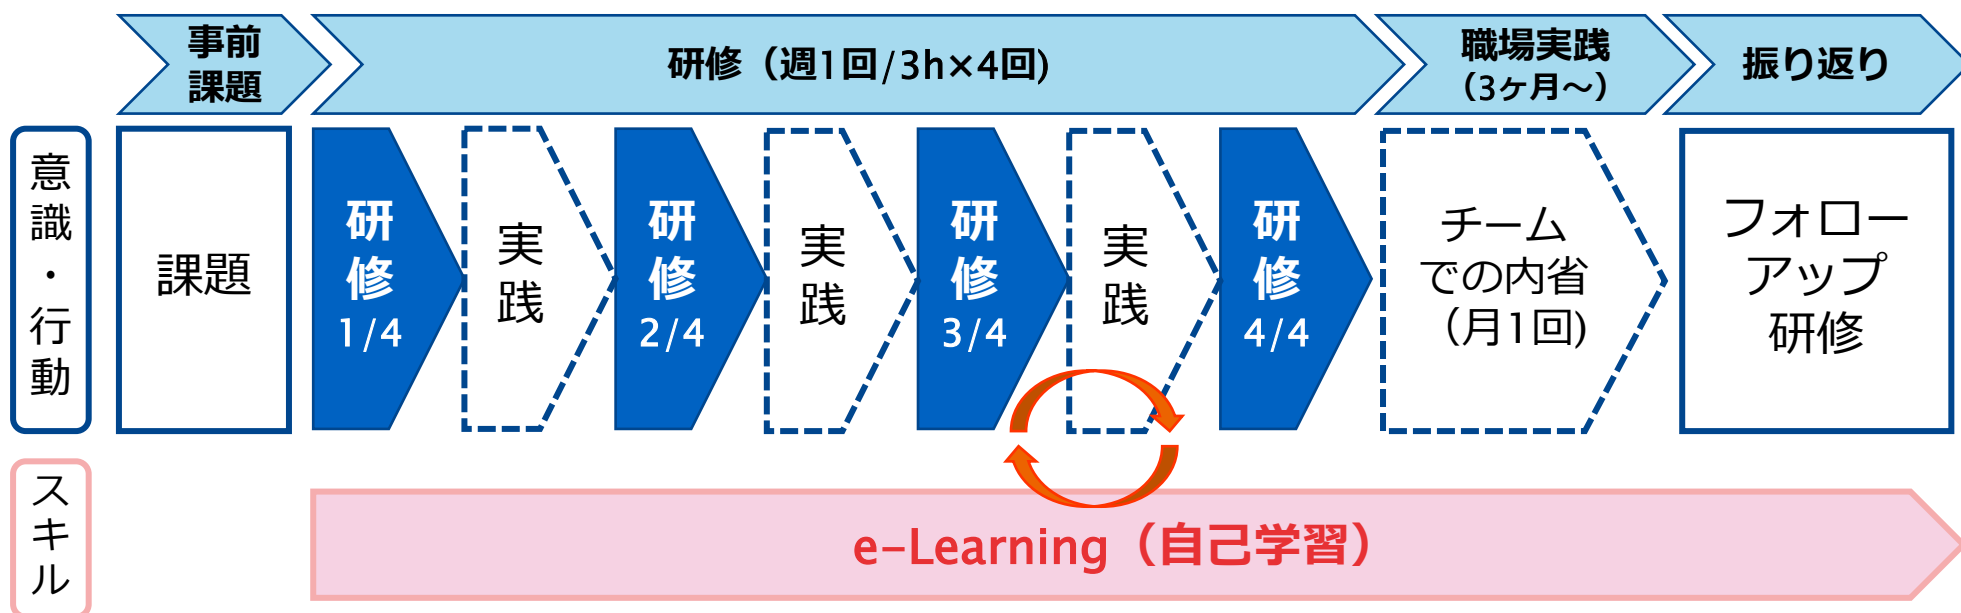 事前
課題
研修（週1回/3h×4回)
職場実践
（3ヶ月～）
振り返り
意識・行動
課題
研修
1/4
実践
研修
2/4
実践
研修
3/4
実践
研修
4/4
チーム
での内省
（月1回)
フォロー
アップ
研修
スキル
e-Learning（自己学習）